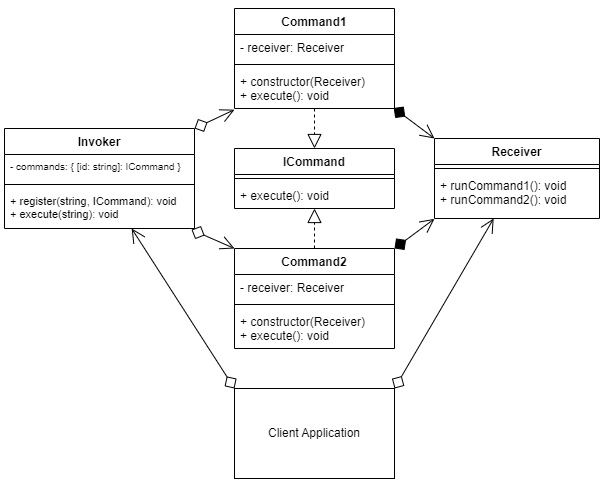 Command1
- receiver: Receiver
+ constructor(Receiver)
+ execute(): void
Invoker
- commands: { [id: string]: ICommand }
+ register(string, ICommand): void
+ execute(string): void
ICommand
+ execute(): void
Receiver
+ runCommand1(): void
+ runCommand2(): void
Command2
- receiver: Receiver
+ constructor(Receiver)
+ execute(): void
Client Application